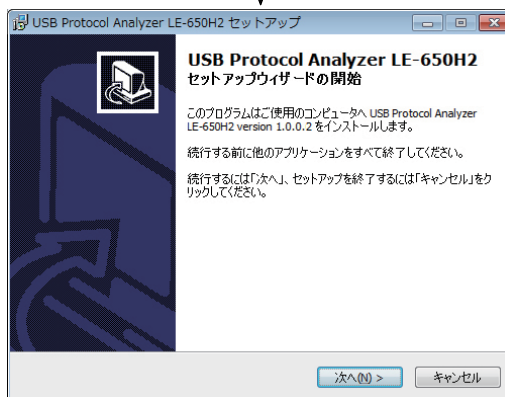 USB Protocol Analyzer LE-650H2 セットアップ
USB Protocol Analyzer LE-650H2
セットアップウィザードの開始
このプログラムはご使用のコンピュータへ USB Protocol Analyzer
LE-650H2 version 1.0.0.2 をインストールします。
続行する前に他のアプリケーションをすべて終了してください。
続行するには「次へ」、セットアップを終了するには「キャンセル」をク
リックしてください。
次へ(N) >
キャンセル